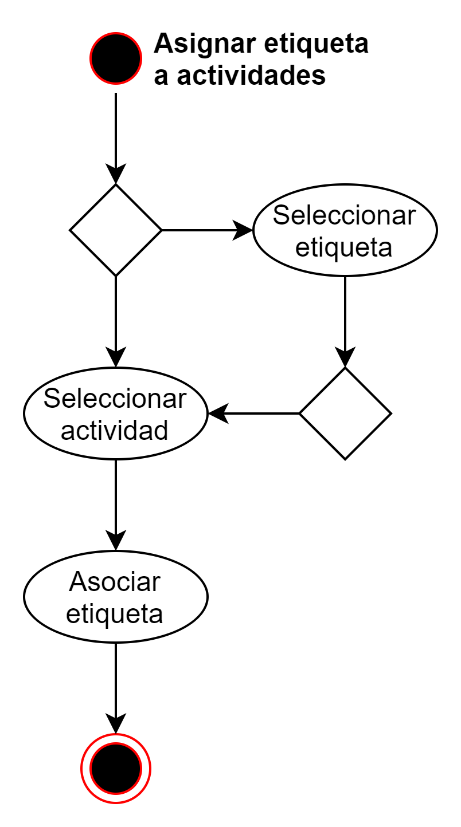 Asignar etiqueta
a actividades
Seleccionar
etiqueta
Seleccionar
actividad
Asociar
etiqueta